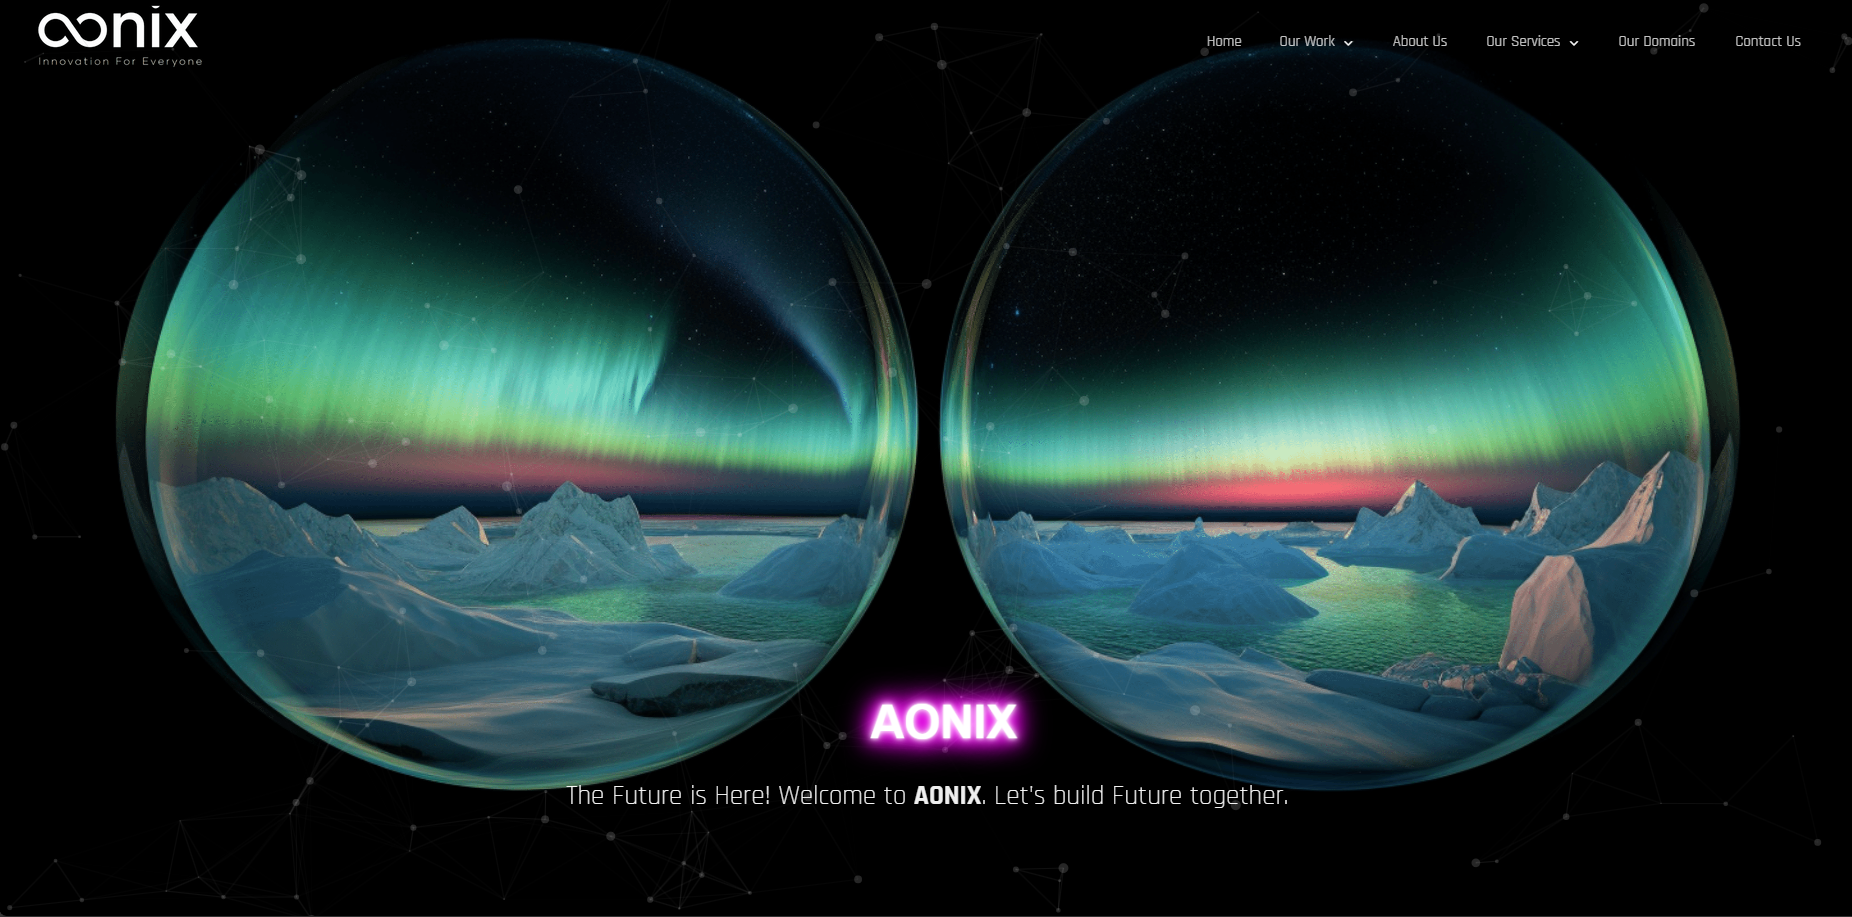 aonix
Innovation For Everyone
Home Our Work About Us Our Services Our Domains Contact Us
AONIX
The Future is Here! Welcome to AONIX. Let's build Future together.